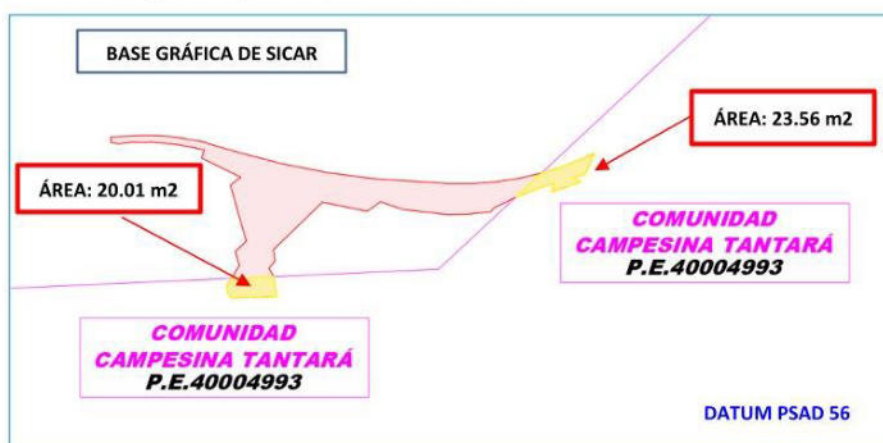 BASE GRÁFICA DE SICAR
ÁREA: 23.56 m2
ÁREA: 20.01 m2
COMUNIDAD
CAMPESINA TANTARÁ
P.E.40004993
COMUNIDAD
CAMPESINA TANTARÁ
P.E.40004993
DATUM PSAD 56